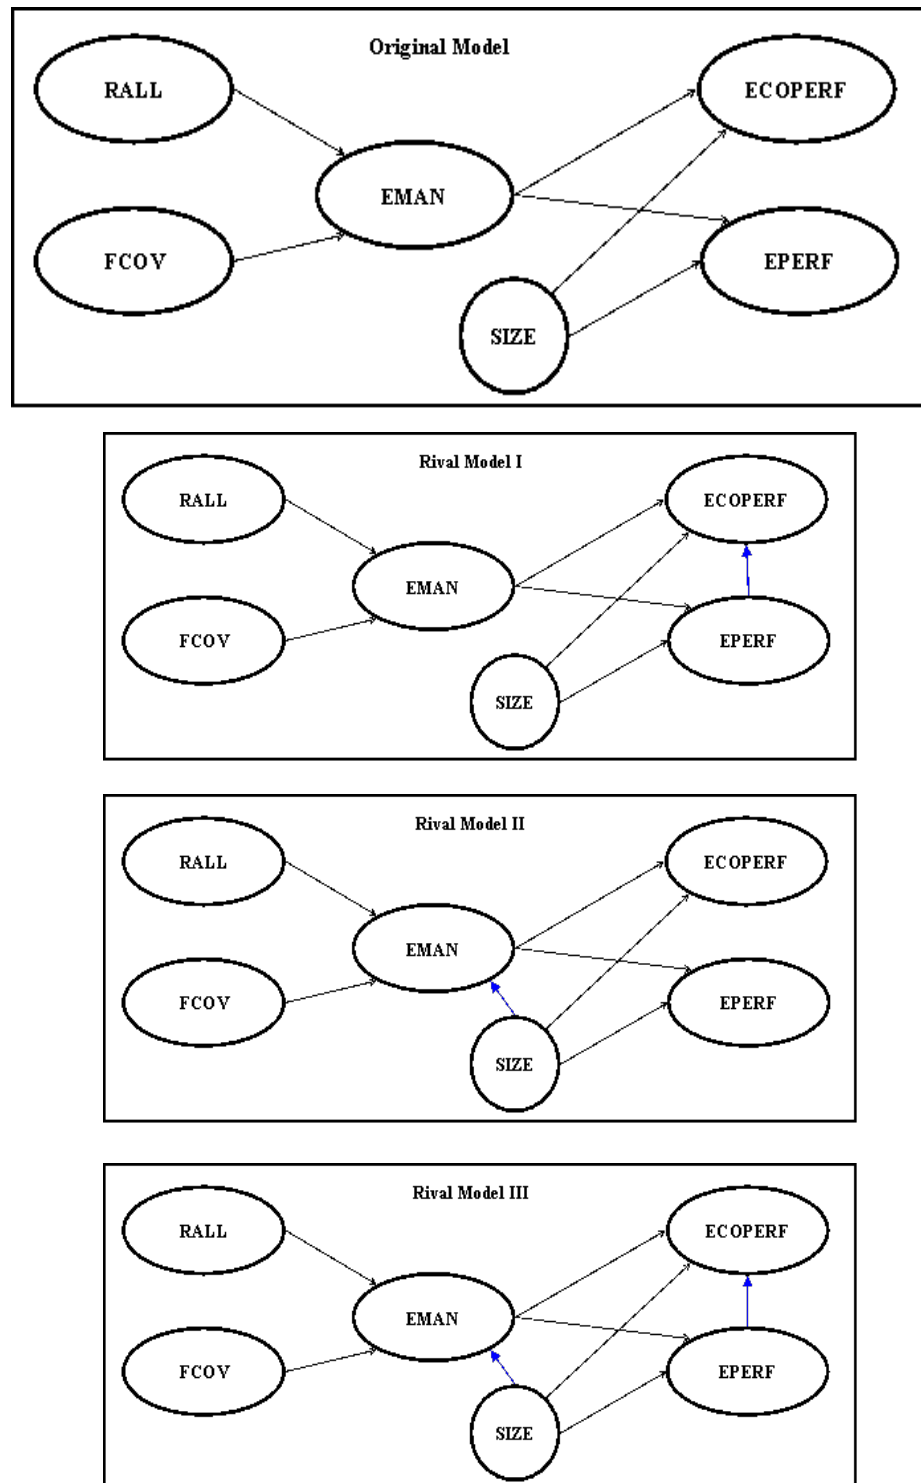 Original Model
RALL
ECOPERF
EMAN
FCOV
EPERF
SIZE
Rival Model I
RALL
ECOPERF
EMAN
FCOV
EPERF
SIZE
Rival Model II
RALL
ECOPERF
EMAN
FCOV
EPERF
SIZE
Rival Model III
RALL
ECOPERF
EMAN
FCOV
EPERF
SIZE